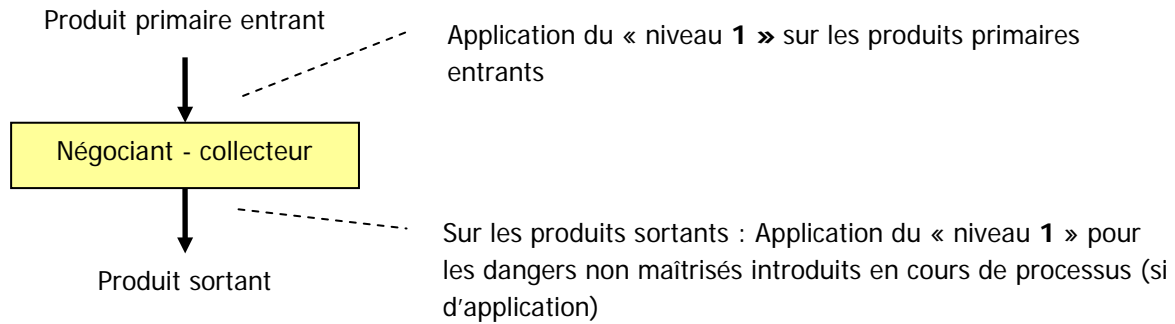 Produit primaire entrant
Application du « niveau 1 » sur les produits primaires
entrants
Négociant - collecteur
Sur les produits sortants : Application du « niveau 1 » pour
les dangers non maîtrisés introduits en cours de processus (si
d'application)
Produit sortant